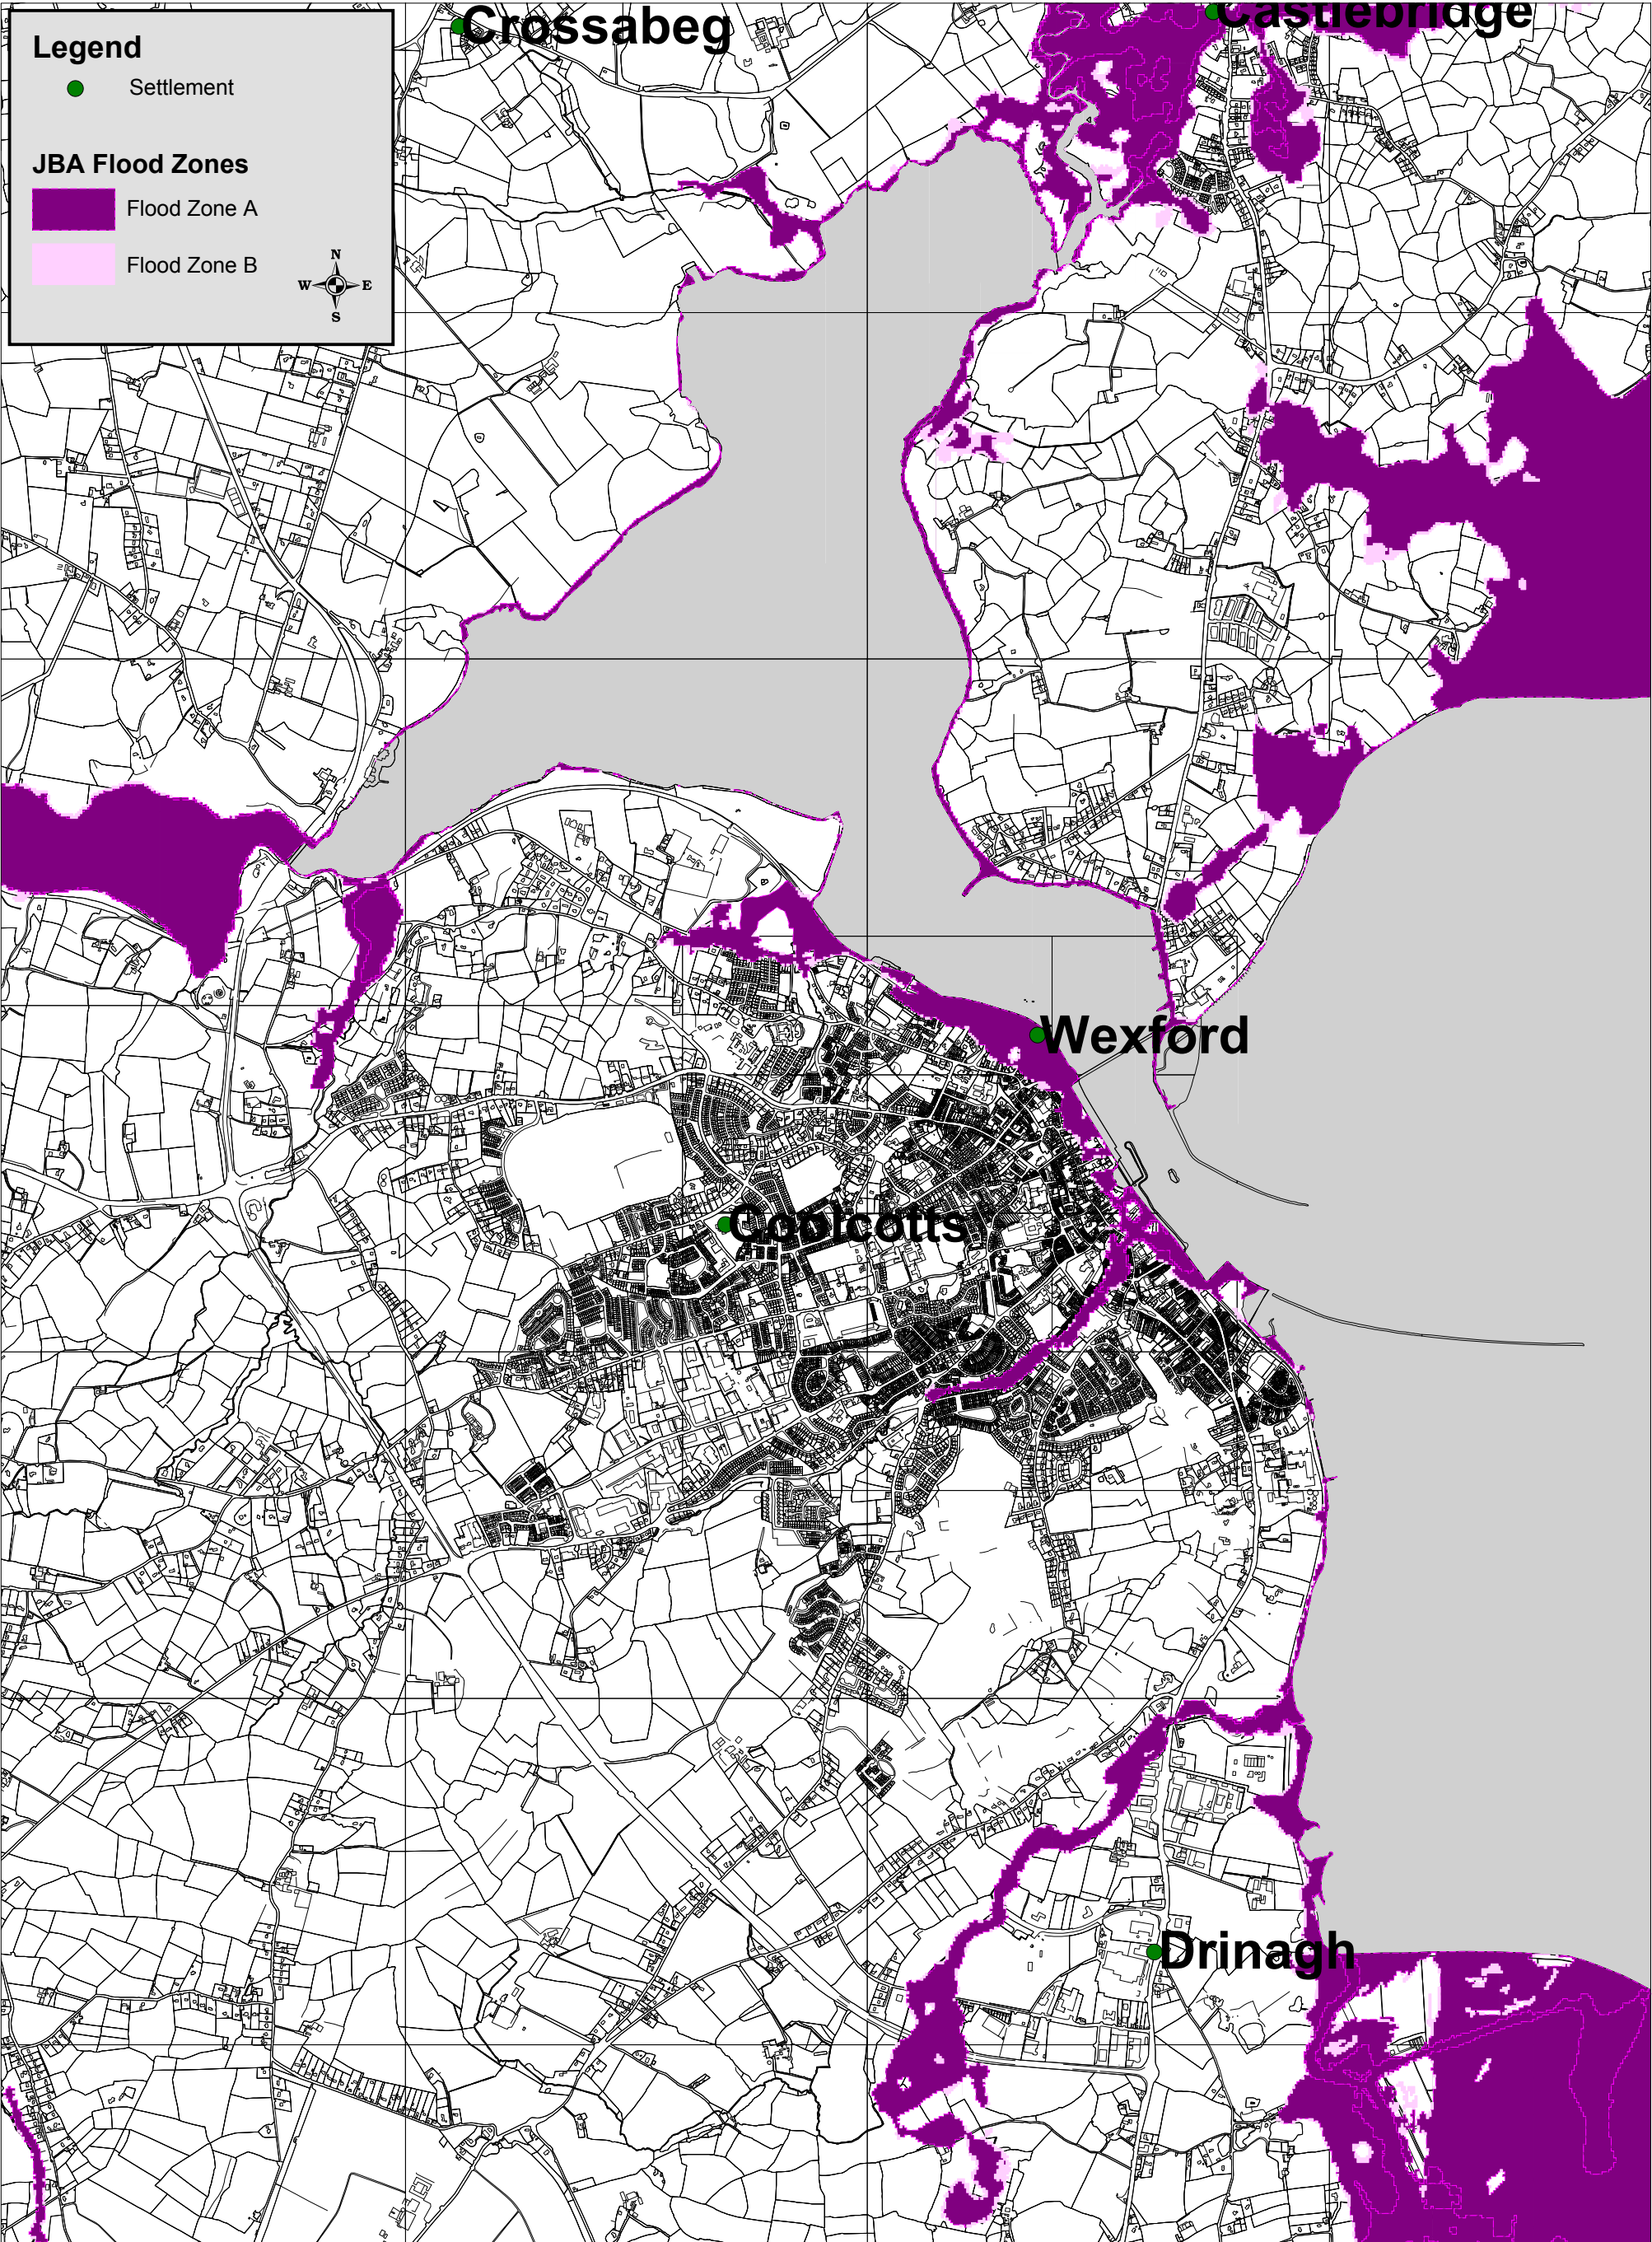 Crossabeg
Castlebridge
Legend
Settlement
JBA Flood Zones
Flood Zone A
Flood Zone B
N
W E
S
Wexford
Coolcotts
Drinagh